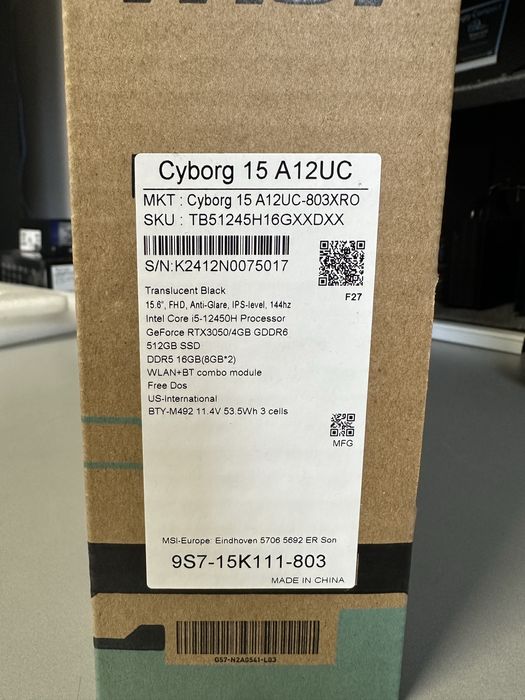 Cyborg 15 A12UC
MKT : Cyborg 15 A12UC-803XRO
SKU : TB51245H16GXXDXX
S/N:K2412N0075017
F27
Translucent Black
15.6", FHD, Anti-Glare, IPS-level, 144hz
Intel Core i5-12450H Processor
GeForce RTX3050/4GB GDDR6
512GB SSD
DDR5 16GB(8GB*2)
WLAN+BT combo module
Free Dos
US-International
BTY-M492 11.4V 53.5Wh 3 cells
MFG
MSI-Europe: Eindhoven 5706 5692 ER Son
9S7-15K111-803
MADE IN CHINA
G57-N2A0541-L03